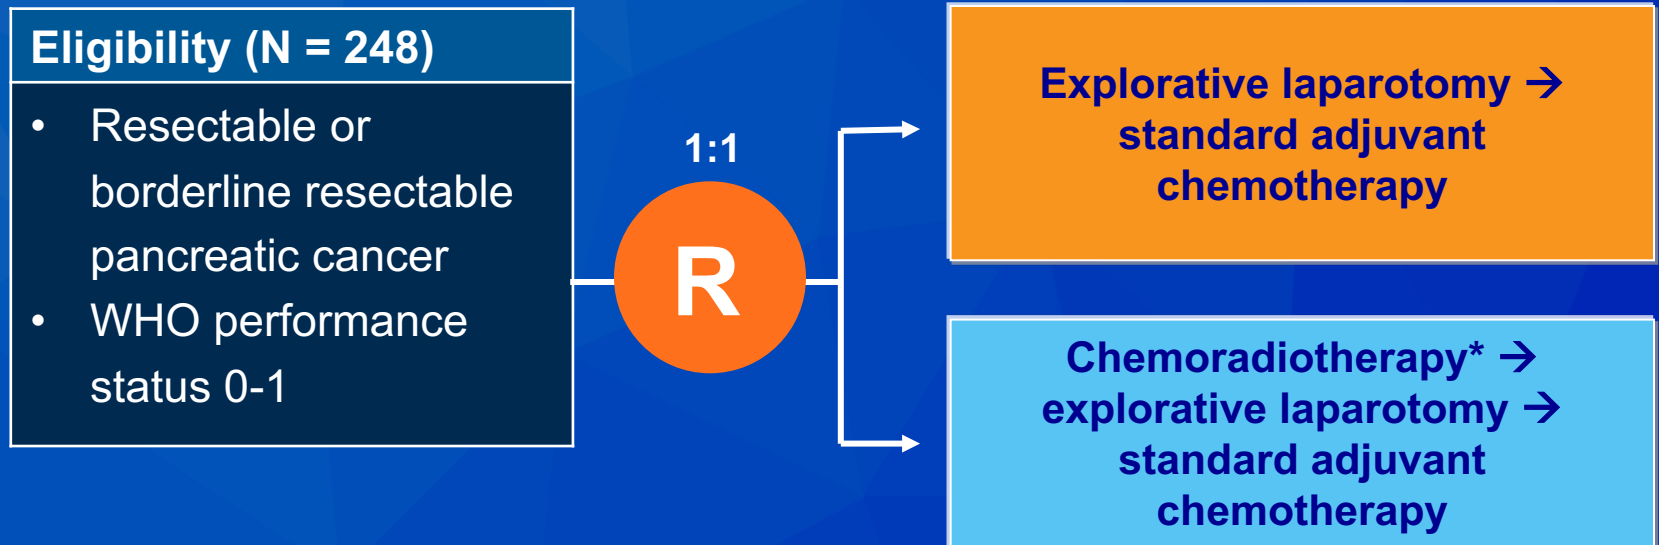 Eligibility (N = 248)
• Resectable or
borderline resectable
pancreatic cancer
• WHO performance
status 0-1
1:1
R
Explorative laparotomy →
standard adjuvant
chemotherapy
Chemoradiotherapy* →
explorative laparotomy →
standard adjuvant
chemotherapy